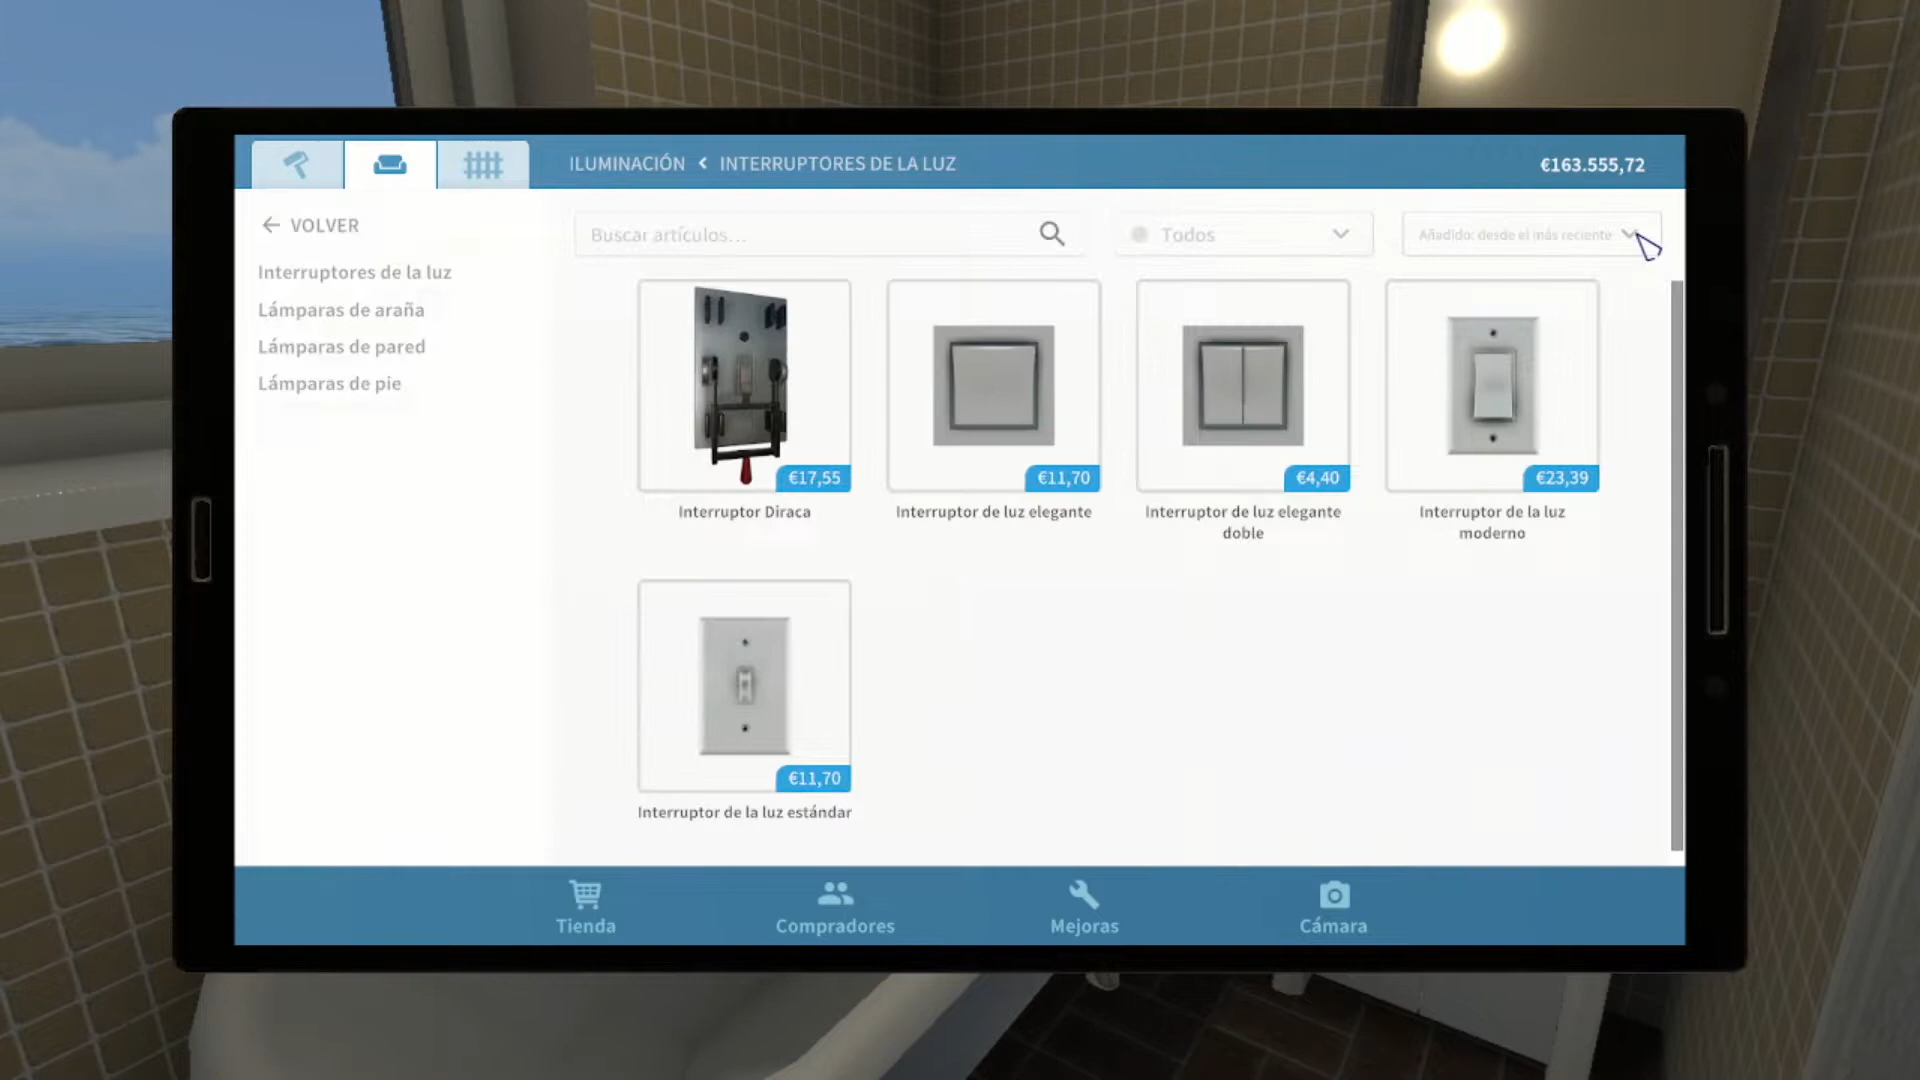 ILUMINACIÓN < INTERRUPTORES DE LA LUZ
€163.555,72
VOLVER
Buscar artículos...
Todos
Añadido: desde el más reciente
Interruptores de la luz
Lámparas de araña
Lámparas de pared
Lámparas de pie
€17,55
€11,70
€4,40
€23,39
Interruptor Diraca
Interruptor de luz elegante
Interruptor de luz elegante
doble
Interruptor de la luz
moderno
€11,70
Interruptor de la luz estándar
Tienda
Compradores
Mejoras
Cámara